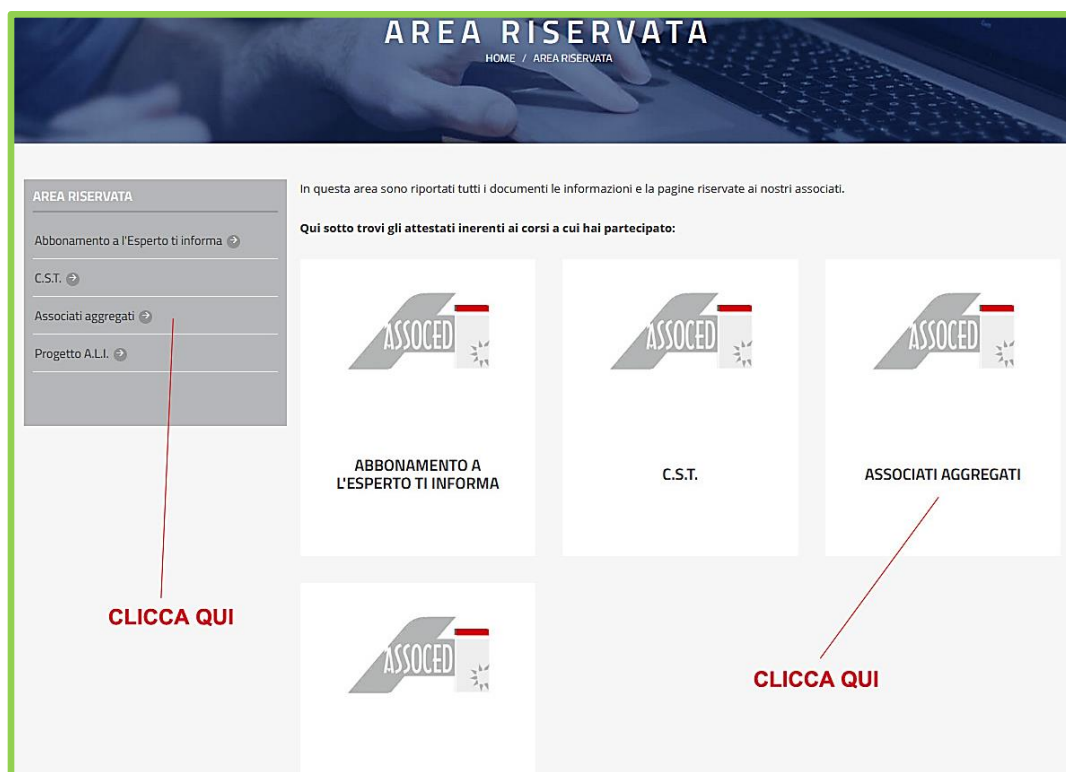 AREA RISERVATA
HOME / AREA RISERVATA
AREA RISERVATA
Abbonamento a l'Esperto ti informa
C.S.T.
Associati aggregati
Progetto A.L.I.
In questa area sono riportati tutti i documenti le informazioni e la pagine riservate ai nostri associati.
Qui sotto trovi gli attestati inerenti ai corsi a cui hai partecipato:
ASSOCED
ASSOCED
ASSOCED
ABBONAMENTO A
L'ESPERTO TI INFORMA
C.S.T.
ASSOCIATI AGGREGATI
CLICCA QUI
ASSOCED
CLICCA QUI